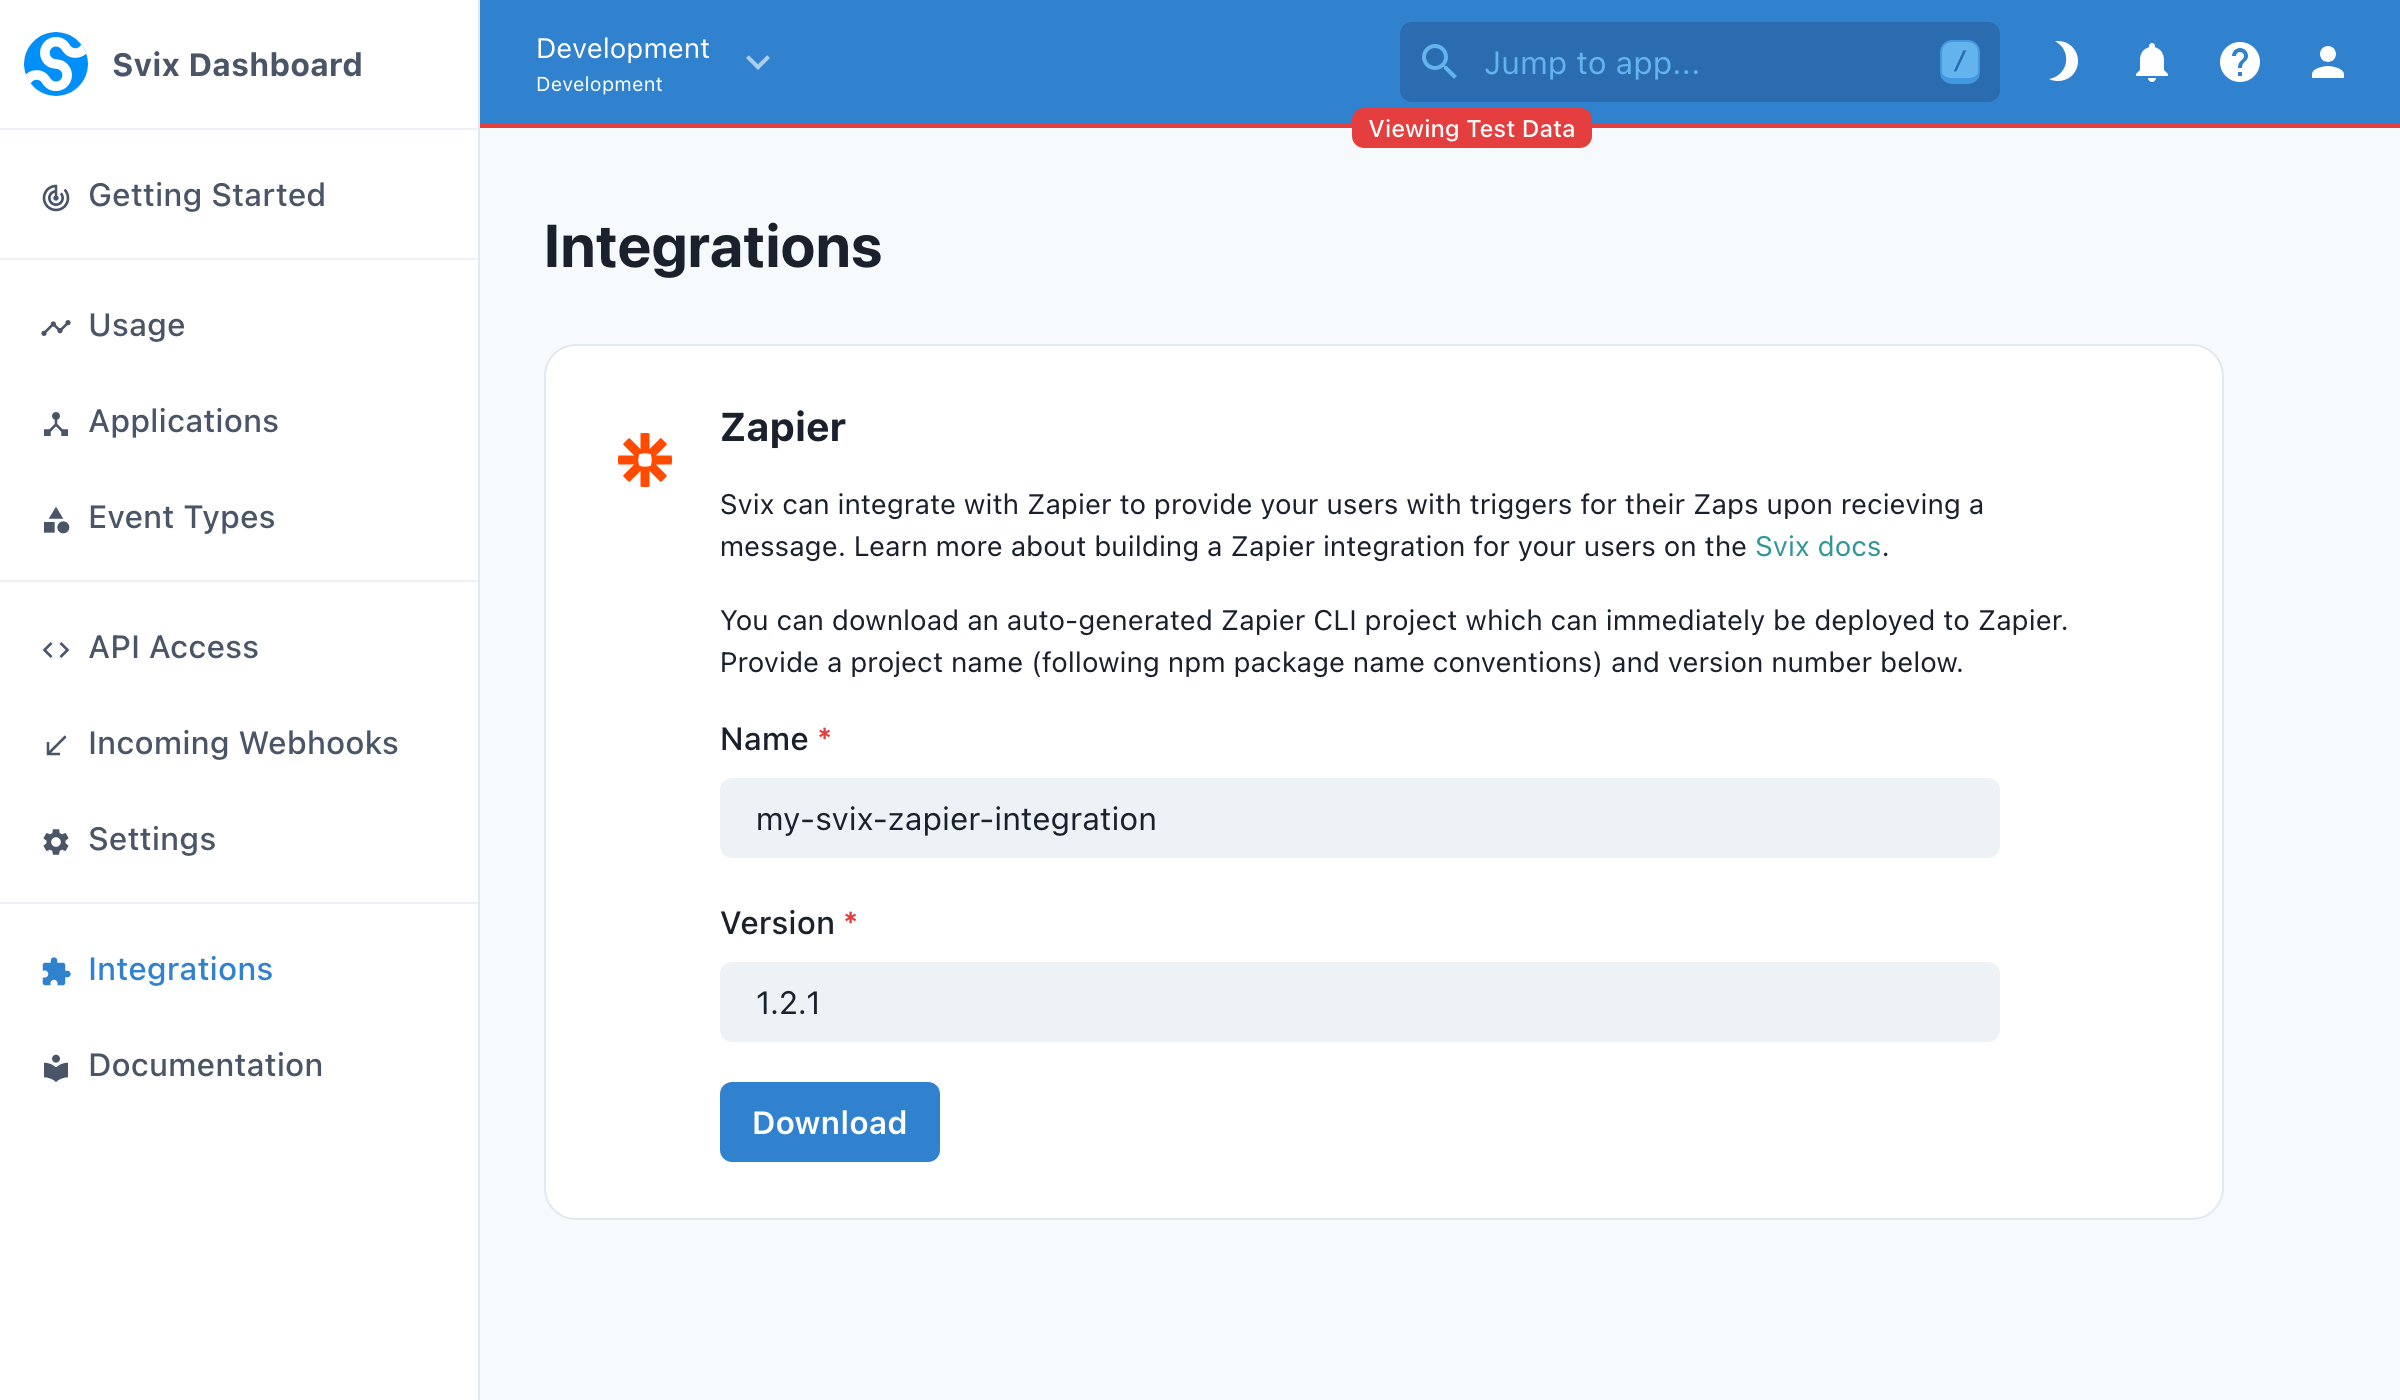 Svix Dashboard
Development
Development
Jump to app...
/
Viewing Test Data
Getting Started
Usage
Applications
Event Types
API Access
Incoming Webhooks
Settings
Integrations
Documentation
Integrations
Zapier
Svix can integrate with Zapier to provide your users with triggers for their Zaps upon recieving a
message. Learn more about building a Zapier integration for your users on the Svix docs.
You can download an auto-generated Zapier CLI project which can immediately be deployed to Zapier.
Provide a project name (following npm package name conventions) and version number below.
Name *
my-svix-zapier-integration
Version *
1.2.1
Download